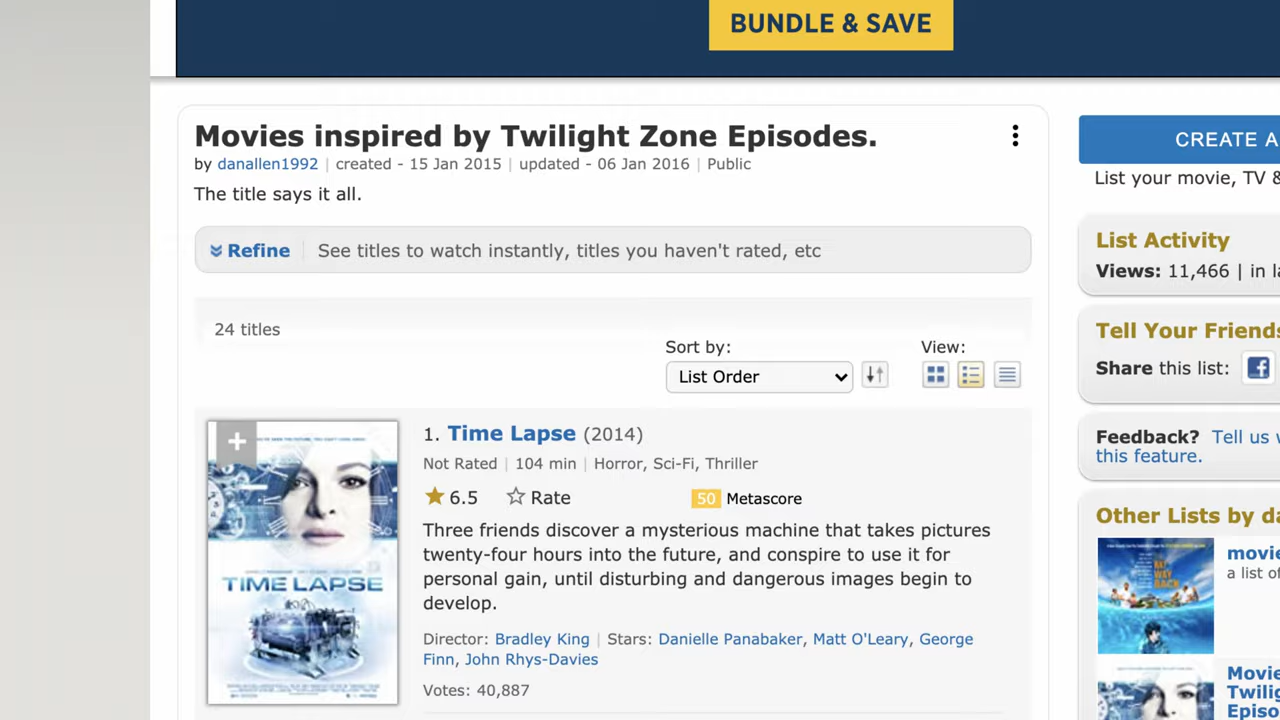 BUNDLE & SAVE
Movies inspired by Twilight Zone Episodes.
by danallen1992 | created - 15 Jan 2015 | updated - 06 Jan 2016 | Public
The title says it all.
Refine | See titles to watch instantly, titles you haven't rated, etc
24 titles
Sort by:
List Order
View:
1. Time Lapse (2014)
Not Rated | 104 min | Horror, Sci-Fi, Thriller
6.5 Rate 50 Metascore
Three friends discover a mysterious machine that takes pictures
twenty-four hours into the future, and conspire to use it for
personal gain, until disturbing and dangerous images begin to
develop.
Director: Bradley King | Stars: Danielle Panabaker, Matt O'Leary, George
Finn, John Rhys-Davies
Votes: 40,887
TIME LAPSE
CREATE A
List your movie, TV &
List Activity
Views: 11,466 | in la
Tell Your Friends
Share this list:
Feedback? Tell us
this feature.
Other Lists by da
movie
a list of
NO WAY BACK
Movie
Twilig
Episo